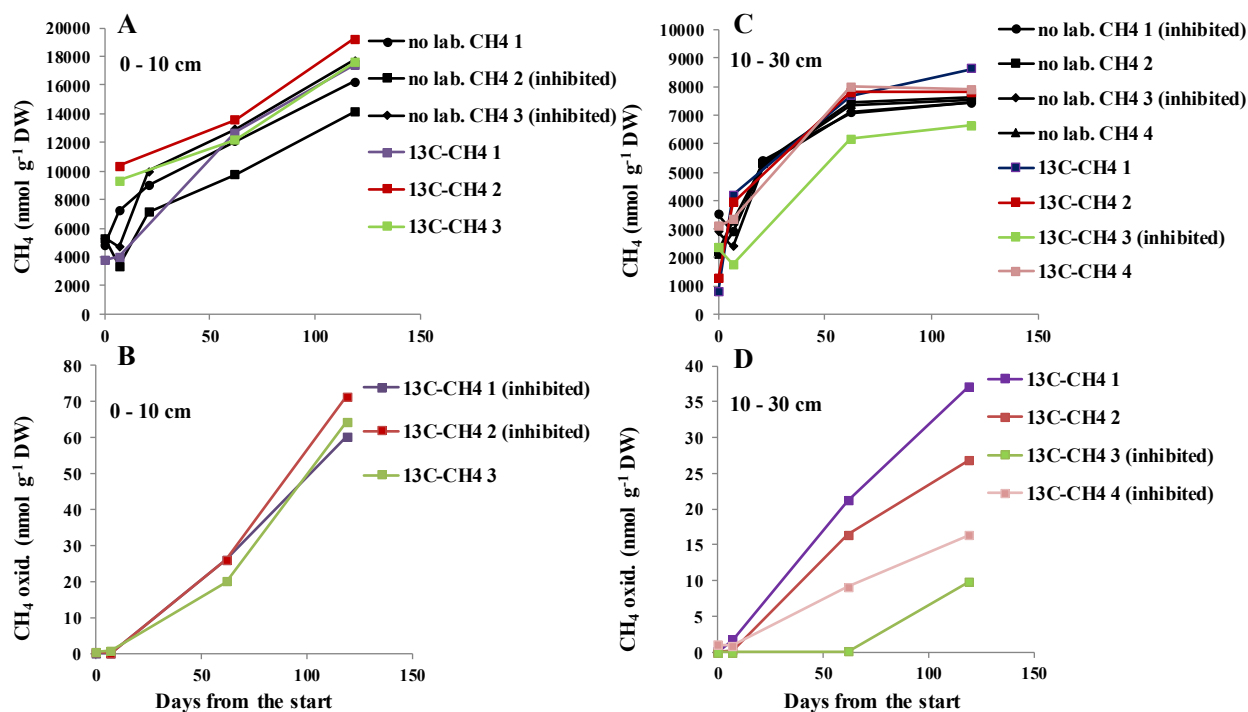 A
0 - 10 cm
CH4 (nmol g-1 DW)
20000
18000
16000
14000
12000
10000
8000
6000
4000
2000
0
0 50 100 150
no lab. CH4 1
no lab. CH4 2 (inhibited)
no lab. CH4 3 (inhibited)
13C-CH4 1
13C-CH4 2
13C-CH4 3
C
10 - 30 cm
CH4 (nmol g-1 DW)
10000
9000
8000
7000
6000
5000
4000
3000
2000
1000
0
0 50 100 150
no lab. CH4 1 (inhibited)
no lab. CH4 2
no lab. CH4 3 (inhibited)
no lab. CH4 4
13C-CH4 1
13C-CH4 2
13C-CH4 3 (inhibited)
13C-CH4 4
B
0 - 10 cm
CH4 oxid. (nmol g-1 DW)
80
70
60
50
40
30
20
10
0
0 50 100 150
Days from the start
13C-CH4 1 (inhibited)
13C-CH4 2 (inhibited)
13C-CH4 3
D
10 - 30 cm
CH4 oxid. (nmol g-1 DW)
40
35
30
25
20
15
10
5
0
0 50 100 150
Days from the start
13C-CH4 1
13C-CH4 2
13C-CH4 3 (inhibited)
13C-CH4 4 (inhibited)